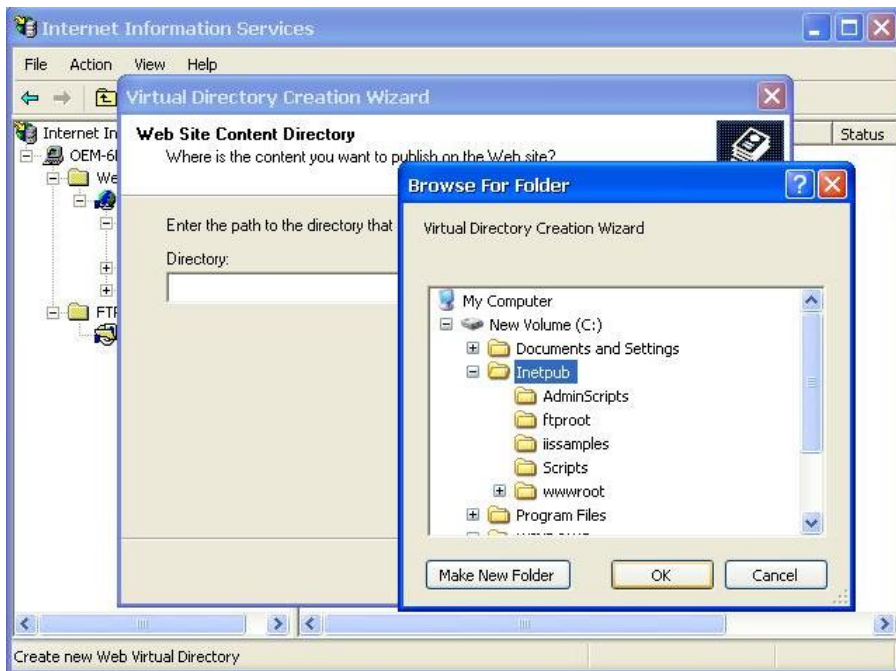 Internet Information Services
File Action View Help
Virtual Directory Creation Wizard
Internet In
Status
OEM-6
We
FTP
Web Site Content Directory
Where is the content you want to publish on the Web site?
Enter the path to the directory that
Directory:
Browse For Folder
Virtual Directory Creation Wizard
My Computer
New Volume (C:)
Documents and Settings
Inetpub
AdminScripts
ftproot
iissamples
Scripts
wwwroot
Program Files
Make New Folder OK Cancel
Create new Web Virtual Directory